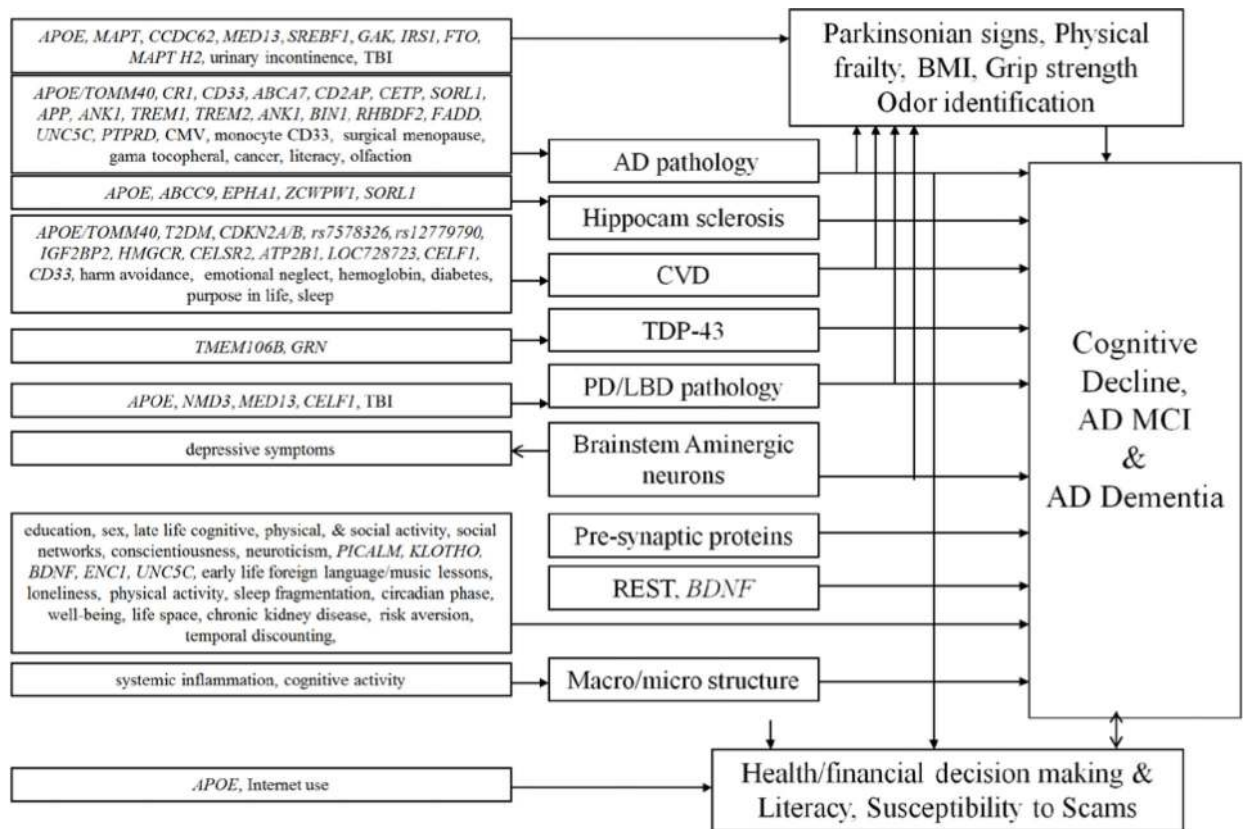 APOE, MAPT, CCDC62, MED13, SREBF1, GAK, IRS1, FTO,
MAPT H2, urinary incontinence, TBI
Parkinsonian signs, Physical
frailty, BMI, Grip strength
Odor identification
APOE/TOMM40, CR1, CD33, ABCA7, CD2AP, CETP, SORL1,
APP, ANK1, TREM1, TREM2, ANK1, BIN1, RHBDF2, FADD,
UNC5C, PTPRD, CMV, monocyte CD33, surgical menopause,
gama tocopheral, cancer, literacy, olfaction
AD pathology
APOE, ABCC9, EPHA1, ZCWPW1, SORL1
Hippocam sclerosis
APOE/TOMM40, T2DM, CDKN2A/B, rs7578326, rs12779790,
IGF2BP2, HMGCR, CELSR2, ATP2B1, LOC728723, CELF1,
CD33, harm avoidance, emotional neglect, hemoglobin, diabetes,
purpose in life, sleep
CVD
TMEM106B, GRN
TDP-43
APOE, NMD3, MED13, CELF1, TBI
PD/LBD pathology
depressive symptoms
Brainstem Aminergic
neurons
Cognitive
Decline,
AD MCI
&
AD Dementia
education, sex, late life cognitive, physical, & social activity, social
networks, conscientiousness, neuroticism, PICALM, KLOTHO,
BDNF, ENC1, UNC5C, early life foreign language/music lessons,
loneliness, physical activity, sleep fragmentation, circadian phase,
well-being, life space, chronic kidney disease, risk aversion,
temporal discounting,
Pre-synaptic proteins
REST, BDNF
systemic inflammation, cognitive activity
Macro/micro structure
APOE, Internet use
Health/financial decision making &
Literacy, Susceptibility to Scams